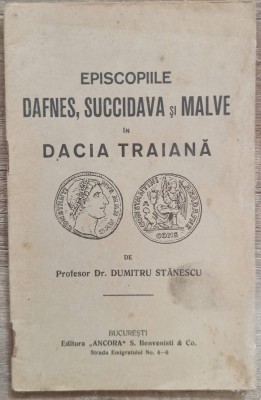 EPISCOPIILE
DAFNES, SUCCIDAVA și MALVE
ÎN
DACIA TRAIANĂ
DE
Profesor Dr. DUMITRU STĂNESCU
BUCUREȘTI
Editura „ANCORA” S. Benvenisti & Co.
Strada Emigratului No. 4–6